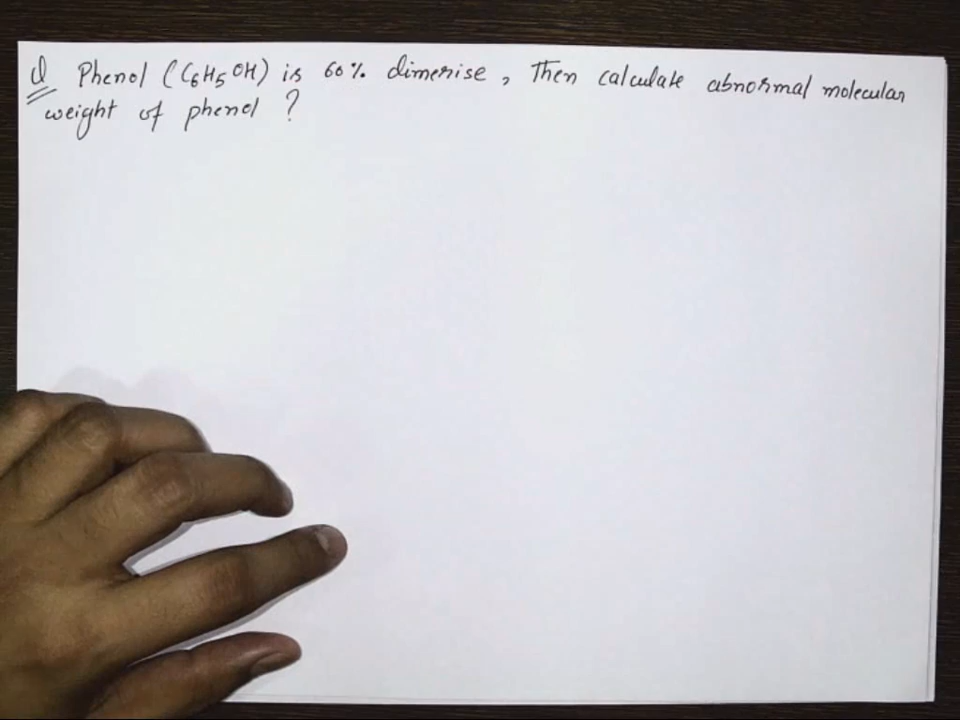 Q Phenol (C6H5OH) is 60% dimerise, Then calculate abnormal molecular
weight of phenol ?